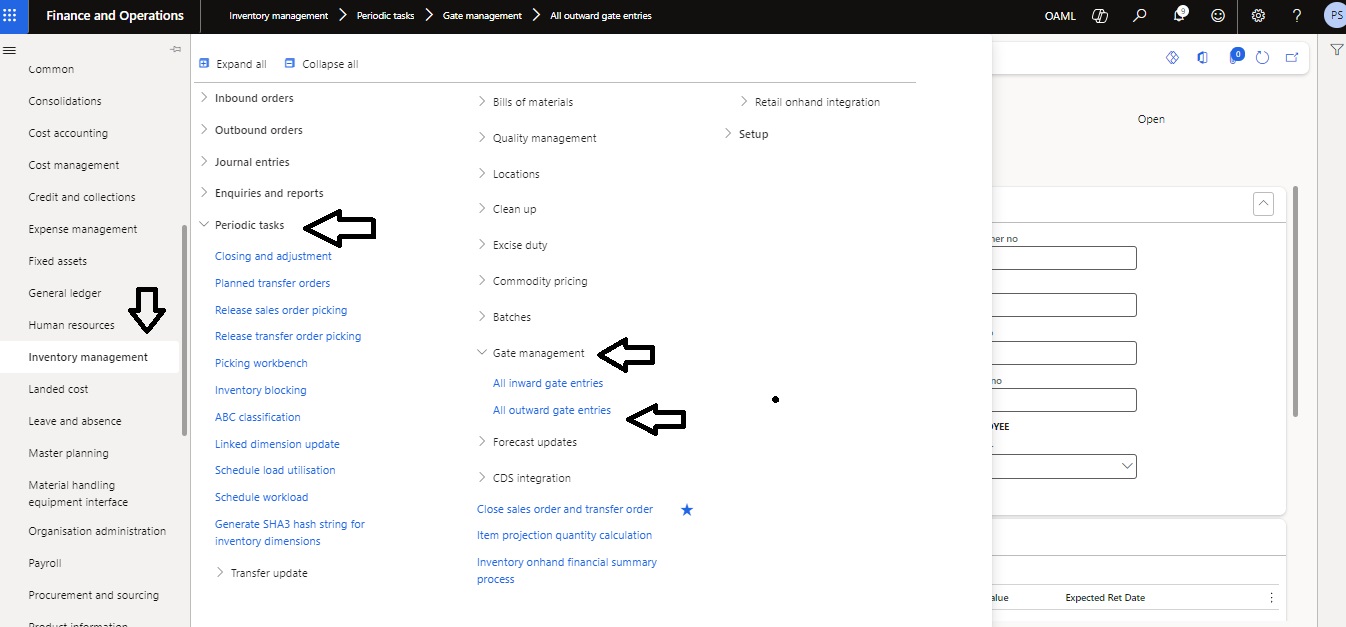 Finance and Operations
Inventory management > Periodic tasks > Gate management > All outward gate entries
OAML
9
?
PS
Common
Consolidations
Cost accounting
Cost management
Credit and collections
Expense management
Fixed assets
General ledger
Human resources
Inventory management
Landed cost
Leave and absence
Master planning
Material handling
equipment interface
Organisation administration
Payroll
Procurement and sourcing
Product information
Expand all
Collapse all
Inbound orders
Outbound orders
Journal entries
Enquiries and reports
Periodic tasks
Closing and adjustment
Planned transfer orders
Release sales order picking
Release transfer order picking
Picking workbench
Inventory blocking
ABC classification
Linked dimension update
Schedule load utilisation
Schedule workload
Generate SHA3 hash string for
inventory dimensions
Transfer update
Bills of materials
Quality management
Locations
Clean up
Excise duty
Commodity pricing
Batches
Gate management
All inward gate entries
All outward gate entries
Forecast updates
CDS integration
Close sales order and transfer order
Item projection quantity calculation
Inventory onhand financial summary
process
Retail onhand integration
Setup
0
Open
her no
no
YEE
alue
Expected Ret Date